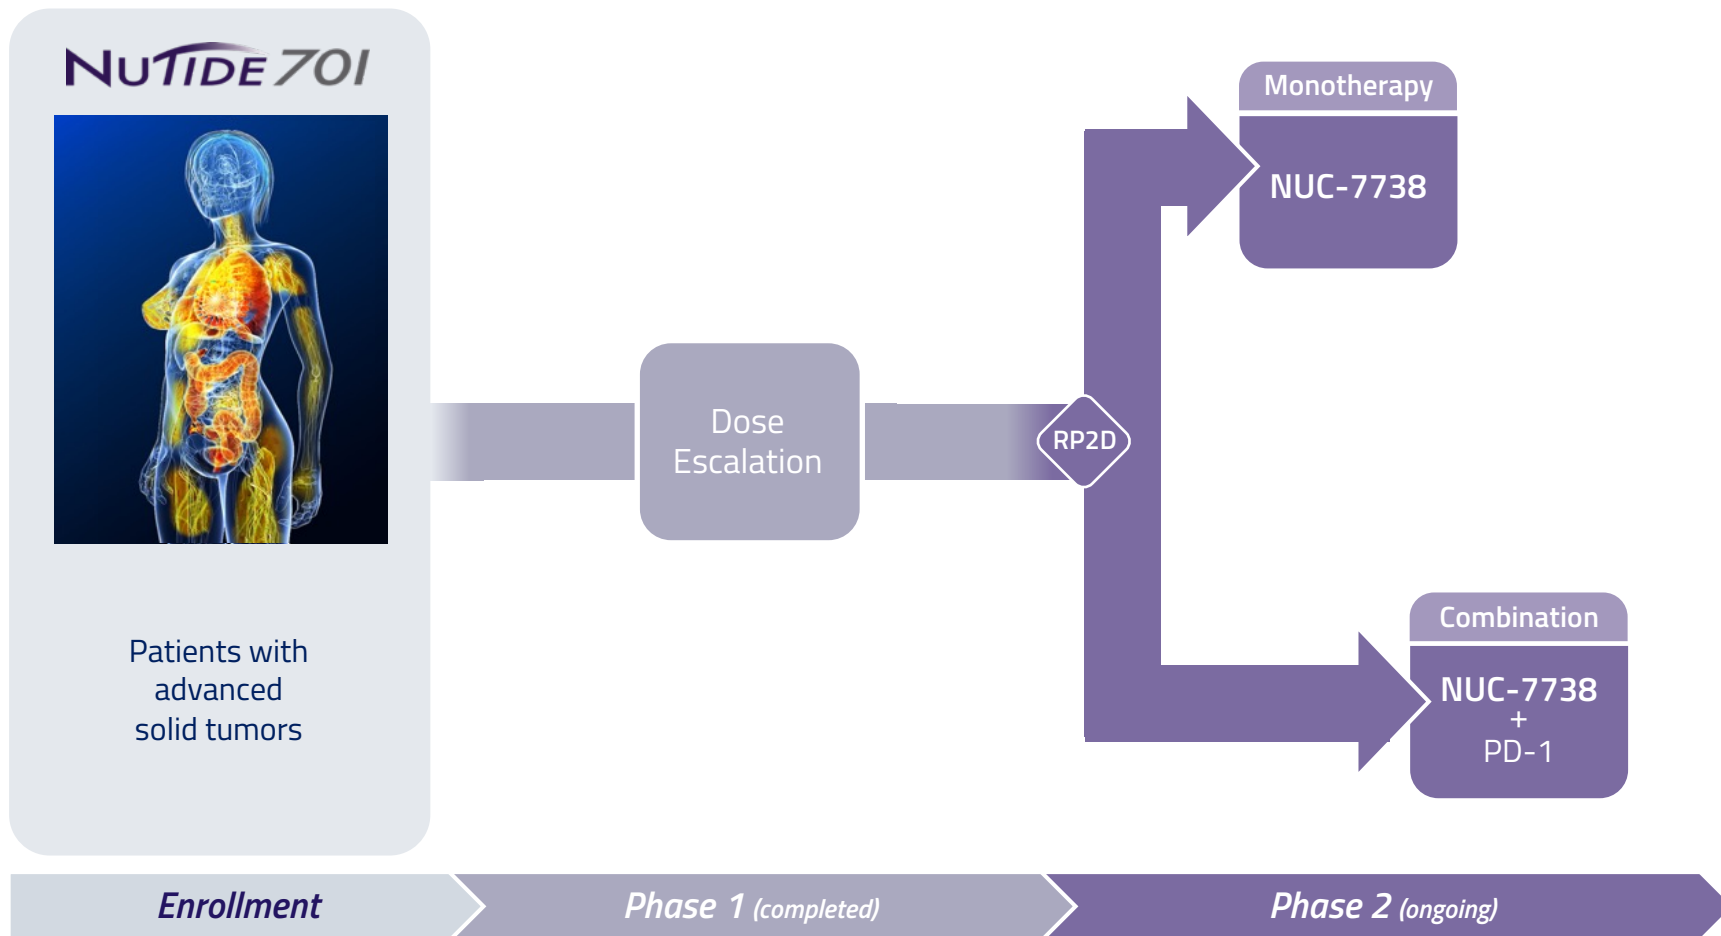 NUTIDE 701
Patients with
advanced
solid tumors
Dose
Escalation
RP2D
Monotherapy
NUC-7738
Combination
NUC-7738
+
PD-1
Enrollment
Phase 1 (completed)
Phase 2 (ongoing)